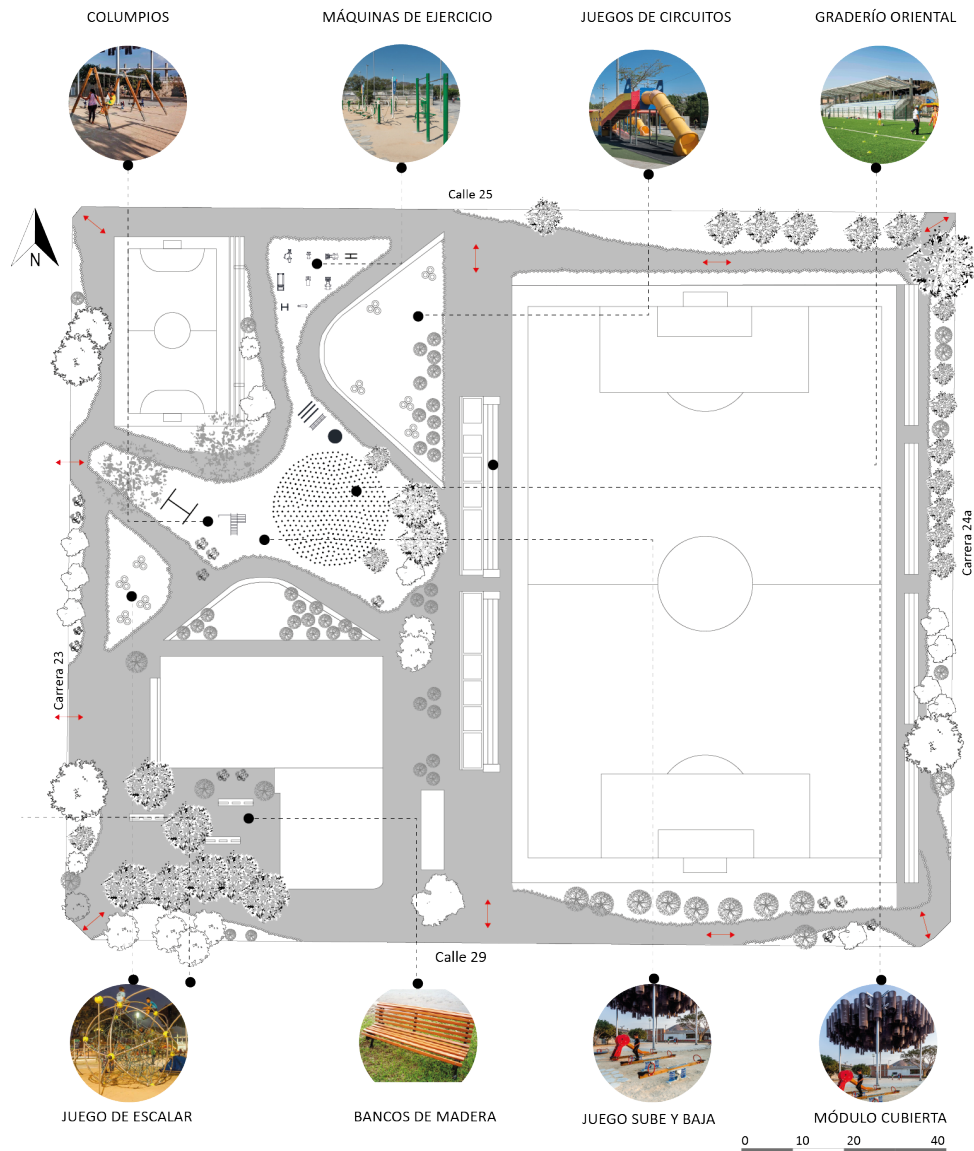 COLUMPIOS
MÁQUINAS DE EJERCICIO
JUEGOS DE CIRCUITOS
GRADERÍO ORIENTAL
Calle 25
N
Carrera 24a
Carrera 23
Calle 29
JUEGO DE ESCALAR
BANCOS DE MADERA
JUEGO SUBE Y BAJA
MÓDULO CUBIERTA
0 10 20 40